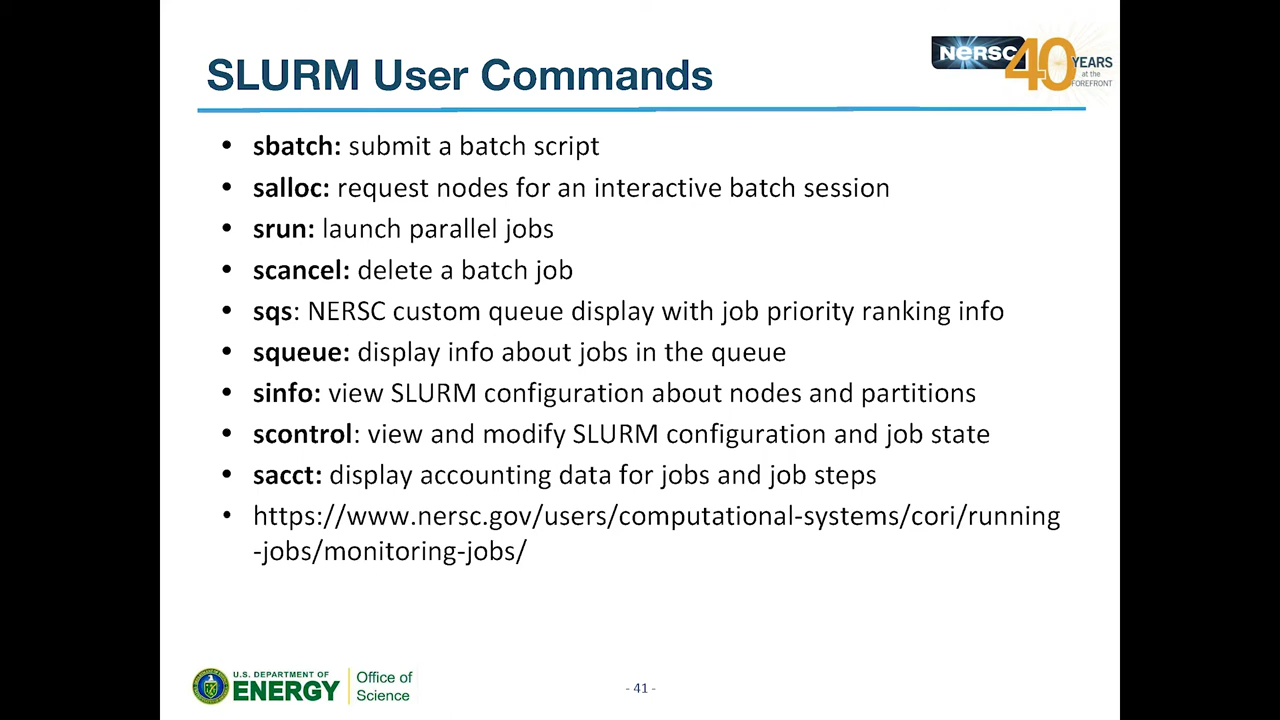 NERSC 40 YEARS
at the
FOREFRONT
SLURM User Commands
• sbatch: submit a batch script
• salloc: request nodes for an interactive batch session
• srun: launch parallel jobs
• scancel: delete a batch job
• sqs: NERSC custom queue display with job priority ranking info
• squeue: display info about jobs in the queue
• sinfo: view SLURM configuration about nodes and partitions
• scontrol: view and modify SLURM configuration and job state
• sacct: display accounting data for jobs and job steps
• https://www.nersc.gov/users/computational-systems/cori/running
-jobs/monitoring-jobs/
U.S. DEPARTMENT OF
ENERGY
Office of
Science
- 41 -